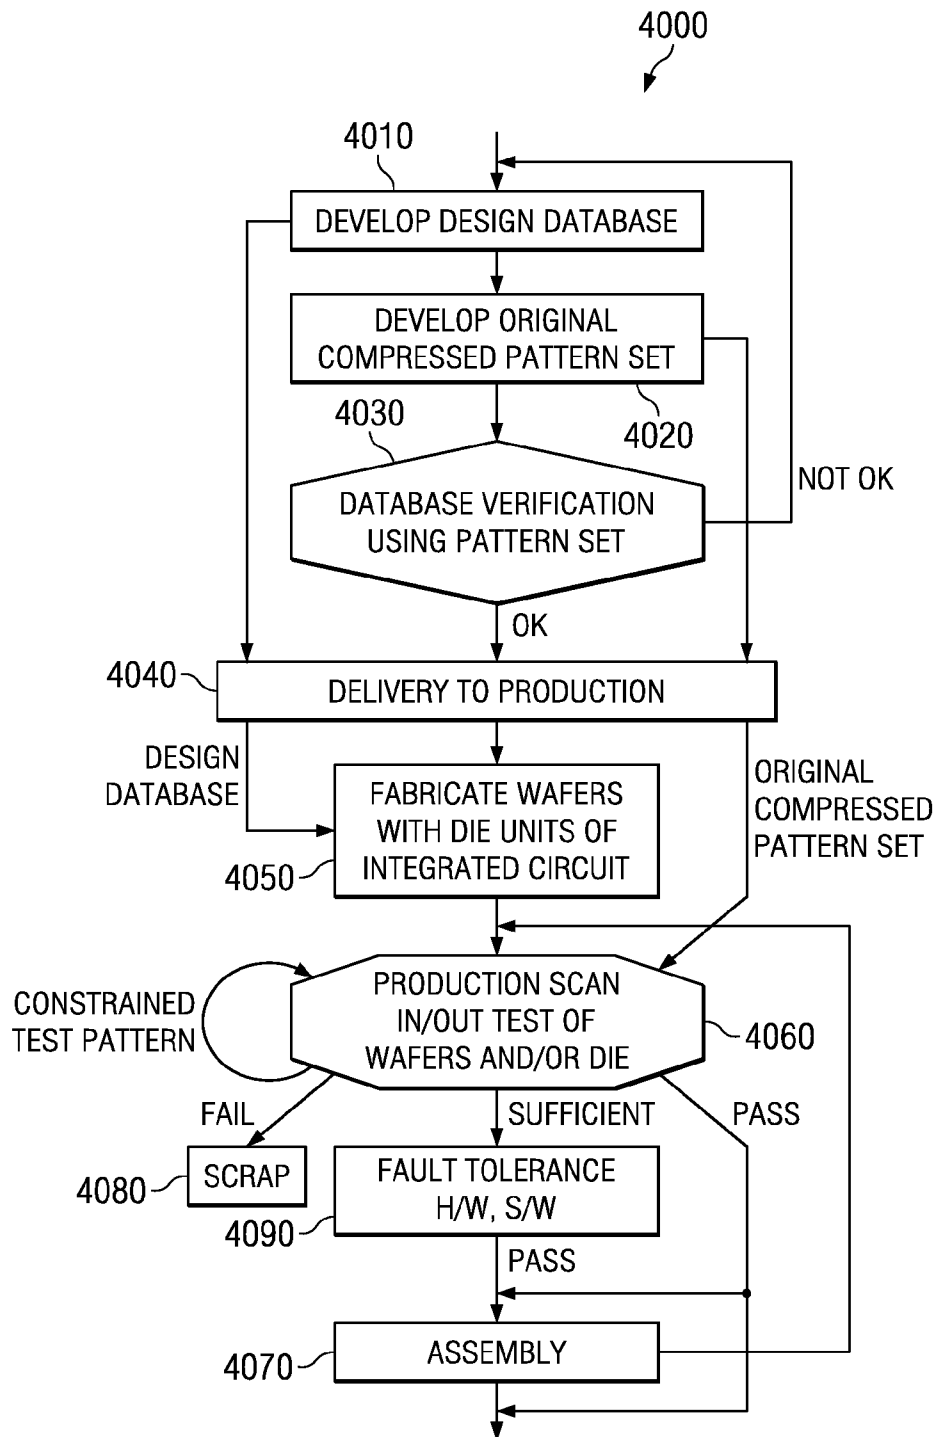 4000
4010
DEVELOP DESIGN DATABASE
DEVELOP ORIGINAL
COMPRESSED PATTERN SET
4020
4030
DATABASE VERIFICATION
USING PATTERN SET
NOT OK
OK
4040
DELIVERY TO PRODUCTION
DESIGN
DATABASE
FABRICATE WAFERS
WITH DIE UNITS OF
INTEGRATED CIRCUIT
4050
ORIGINAL
COMPRESSED
PATTERN SET
CONSTRAINED
TEST PATTERN
PRODUCTION SCAN
IN/OUT TEST OF
WAFERS AND/OR DIE
4060
FAIL
SUFFICIENT
PASS
4080
SCRAP
FAULT TOLERANCE
H/W, S/W
4090
PASS
4070
ASSEMBLY